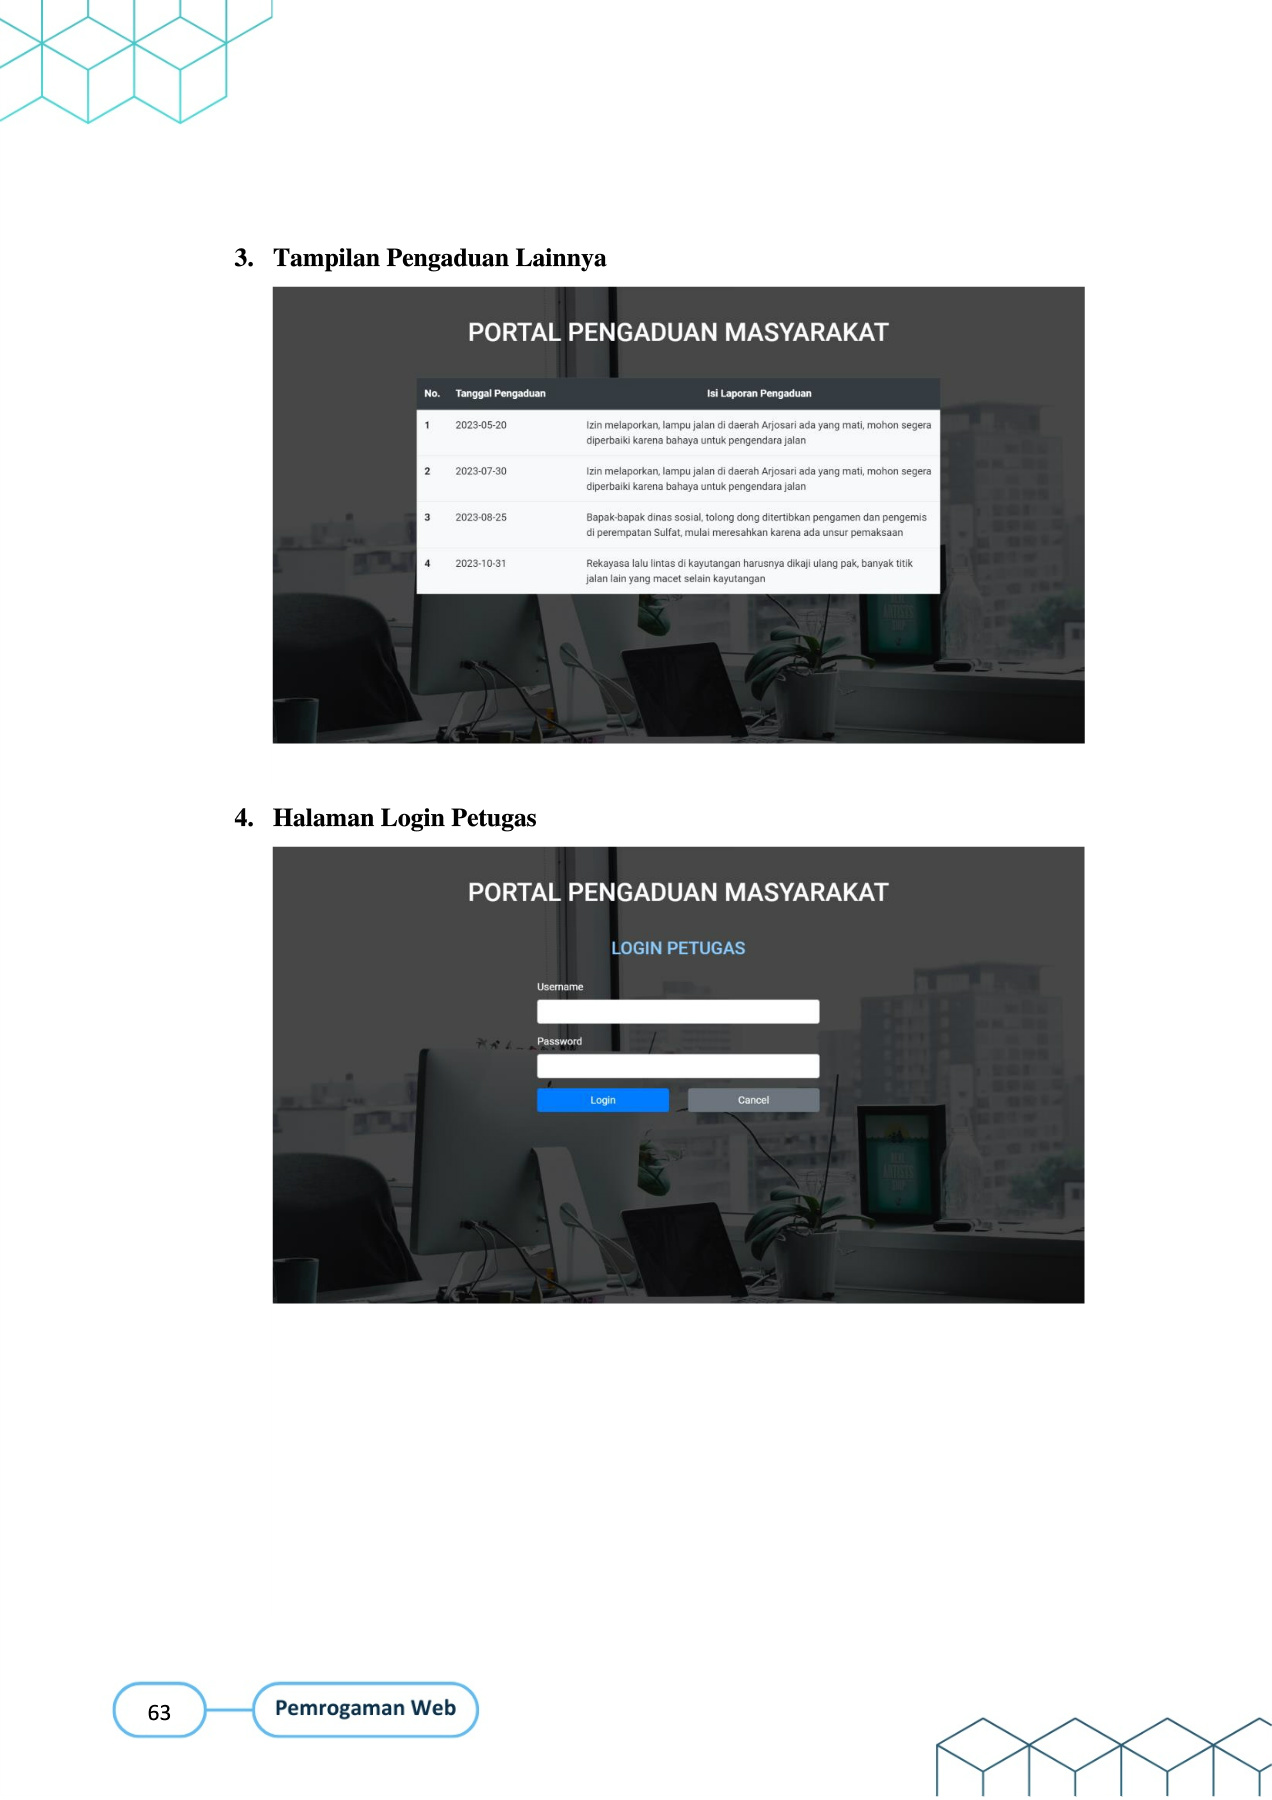 3. Tampilan Pengaduan Lainnya
PORTAL PENGADUAN MASYARAKAT
No. Tanggal Pengaduan Isi Laporan Pengaduan
1 2023-05-20 Izin melaporkan, lampu jalan di daerah Arjosari ada yang mati, mohon segera
diperbaiki karena bahaya untuk pengendara jalan
2 2023-07-30 Izin melaporkan, lampu jalan di daerah Arjosari ada yang mati, mohon segera
diperbaiki karena bahaya untuk pengendara jalan
3 2023-08-25 Bapak-bapak dinas sosial, tolong dong ditertibkan pengamen dan pengemis
di perempatan Sulfat, mulai meresahkan karena ada unsur pemaksaan
4 2023-10-31 Rekayasa lalu lintas di kayutangan harusnya dikaji ulang pak, banyak titik
jalan lain yang macet selain kayutangan
4. Halaman Login Petugas
PORTAL PENGADUAN MASYARAKAT
LOGIN PETUGAS
Username
Password
Login Cancel
63 Pemrogaman Web